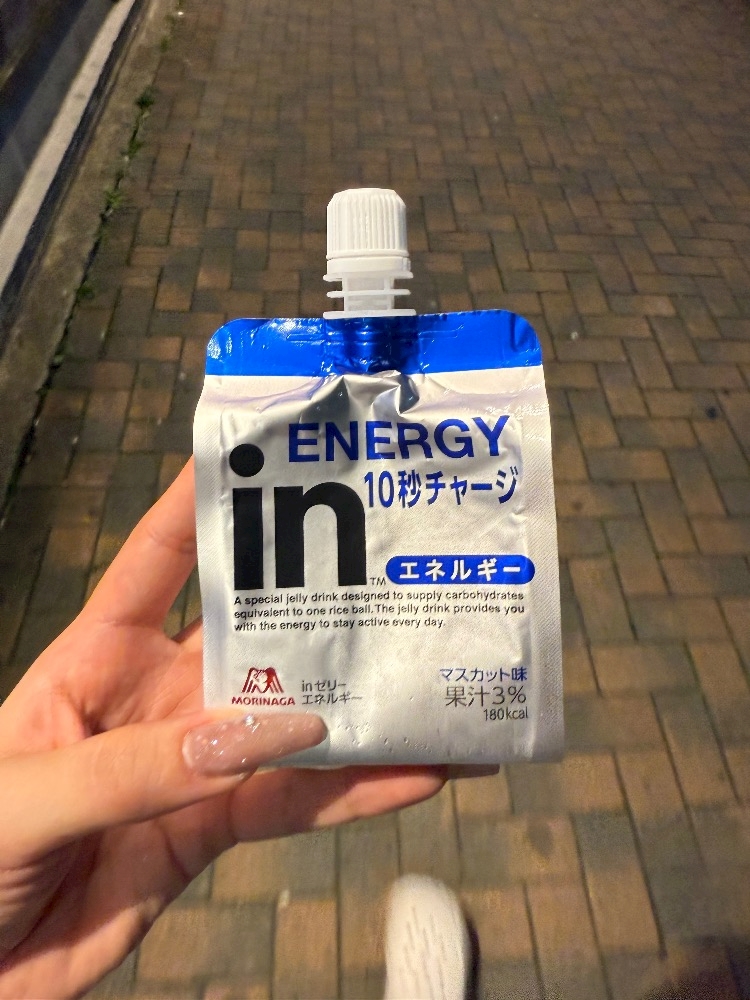 ENERGY
in
10秒チャージ
TM
エネルギー
A special jelly drink designed to supply carbohydrates
equivalent to one rice ball. The jelly drink provides you
with the energy to stay active every day.
MORINAGA
inゼリー
エネルギー
マスカット味
果汁3%
180kcal